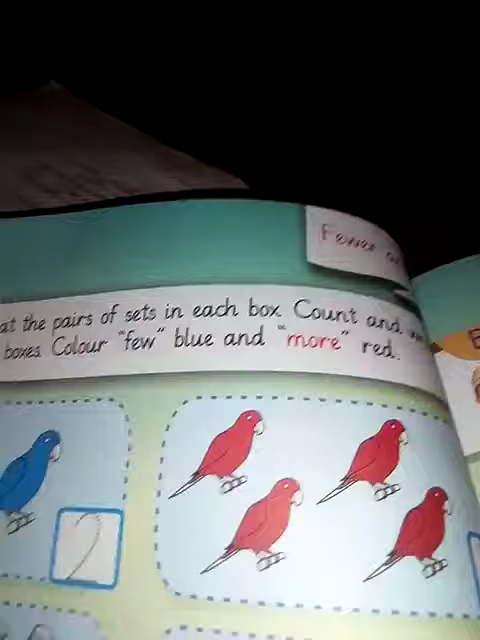 Fewer
at the pairs of sets in each box. Count and
boxes. Colour "few" blue and "more" red.
2